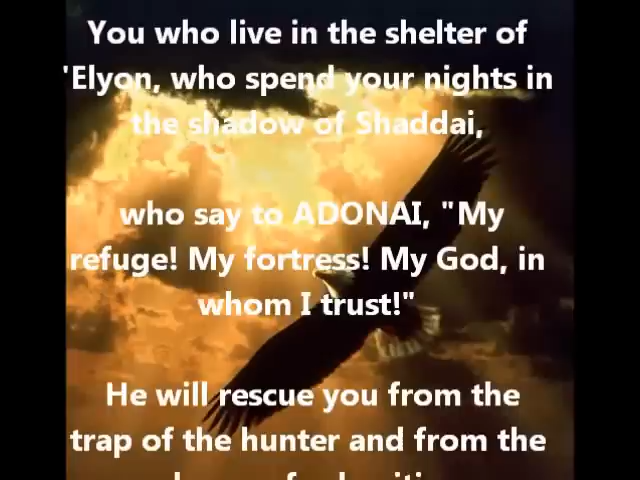 You who live in the shelter of
'Elyon, who spend your nights in
the shadow of Shaddai,
who say to ADONAI, "My
refuge! My fortress! My God, in
whom I trust!"
He will rescue you from the
trap of the hunter and from the